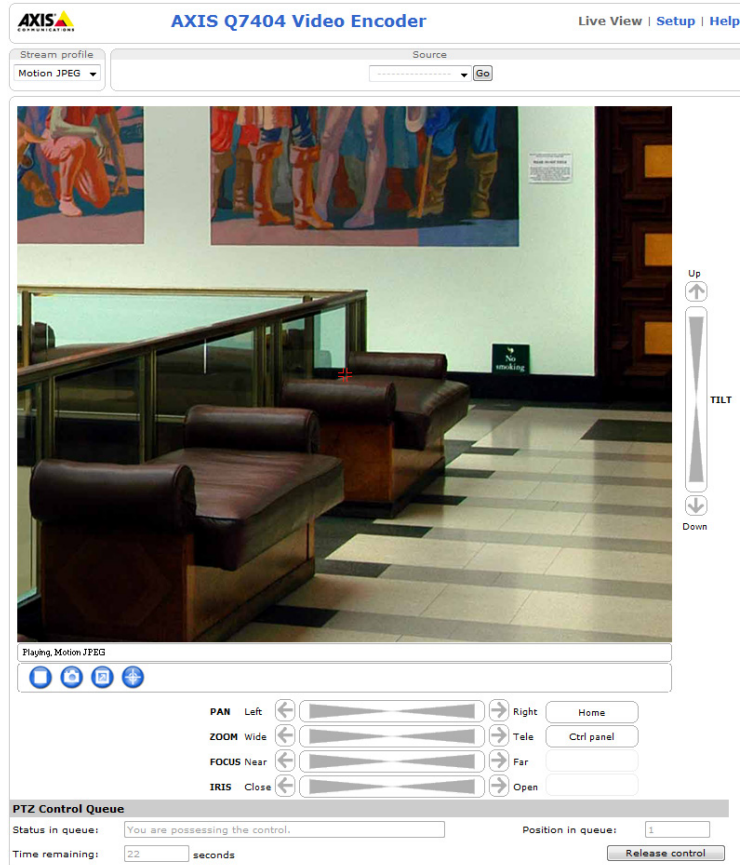 AXIS
COMMUNICATIONS
AXIS Q7404 Video Encoder
Live View | Setup | Help
Stream profile
Source
Motion JPEG
Go
No
smoking
Up
TILT
Down
Playing, Motion JPEG
PAN Left Right Home
ZOOM Wide Tele Ctrl panel
FOCUS Near Far
IRIS Close Open
PTZ Control Queue
Status in queue: You are possessing the control. Position in queue: 1
Time remaining: 22 seconds Release control